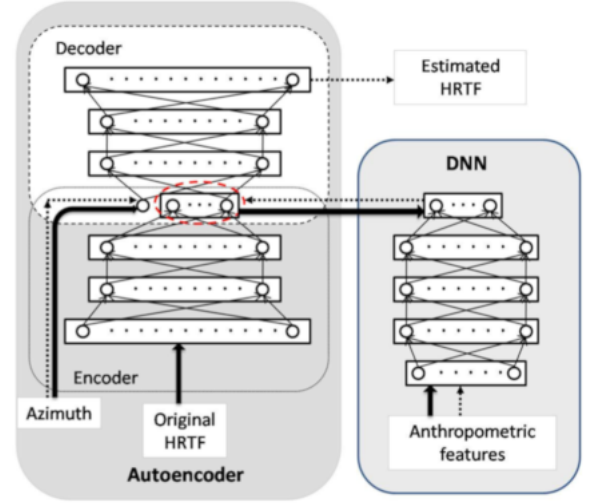 Decoder
Estimated
HRTF
DNN
Encoder
Azimuth
Original
HRTF
Anthropometric
features
Autoencoder